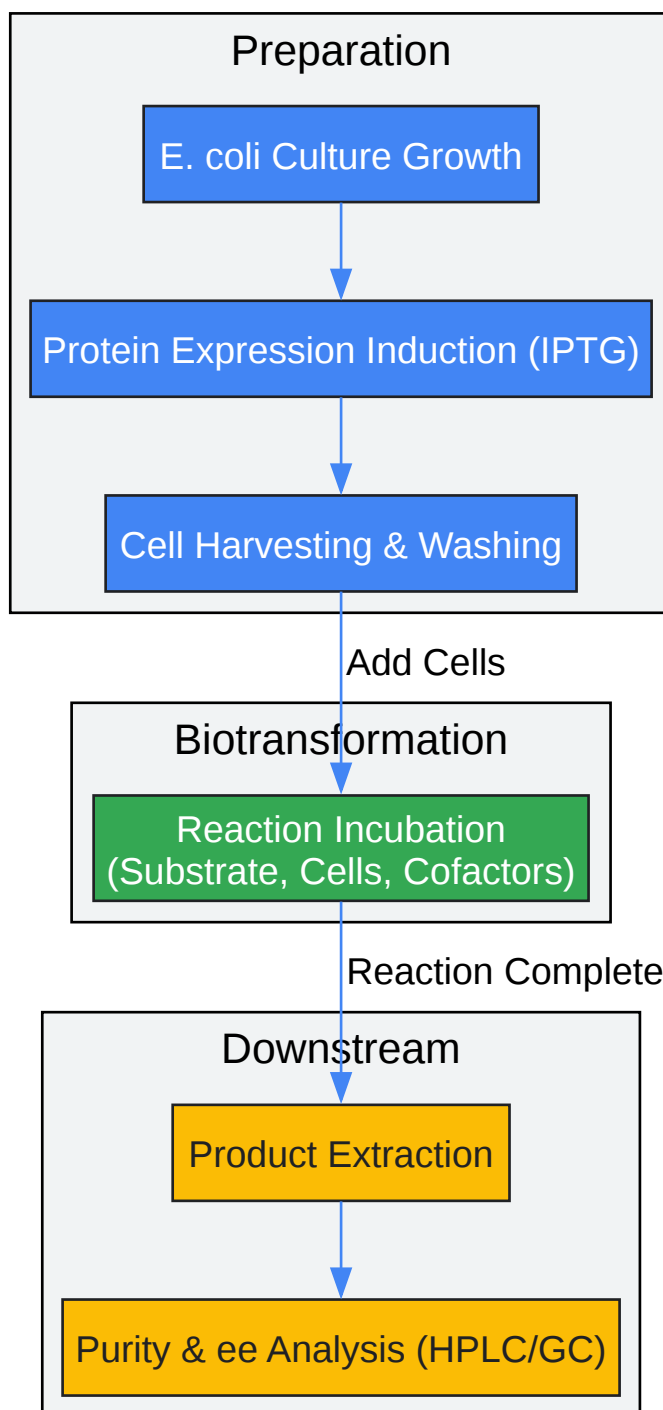 Preparation
E. coli Culture Growth
Protein Expression Induction (IPTG)
Cell Harvesting & Washing
Add Cells
Biotransformation
Reaction Incubation
(Substrate, Cells, Cofactors)
Reaction Complete
Downstream
Product Extraction
Purity & ee Analysis (HPLC/GC)